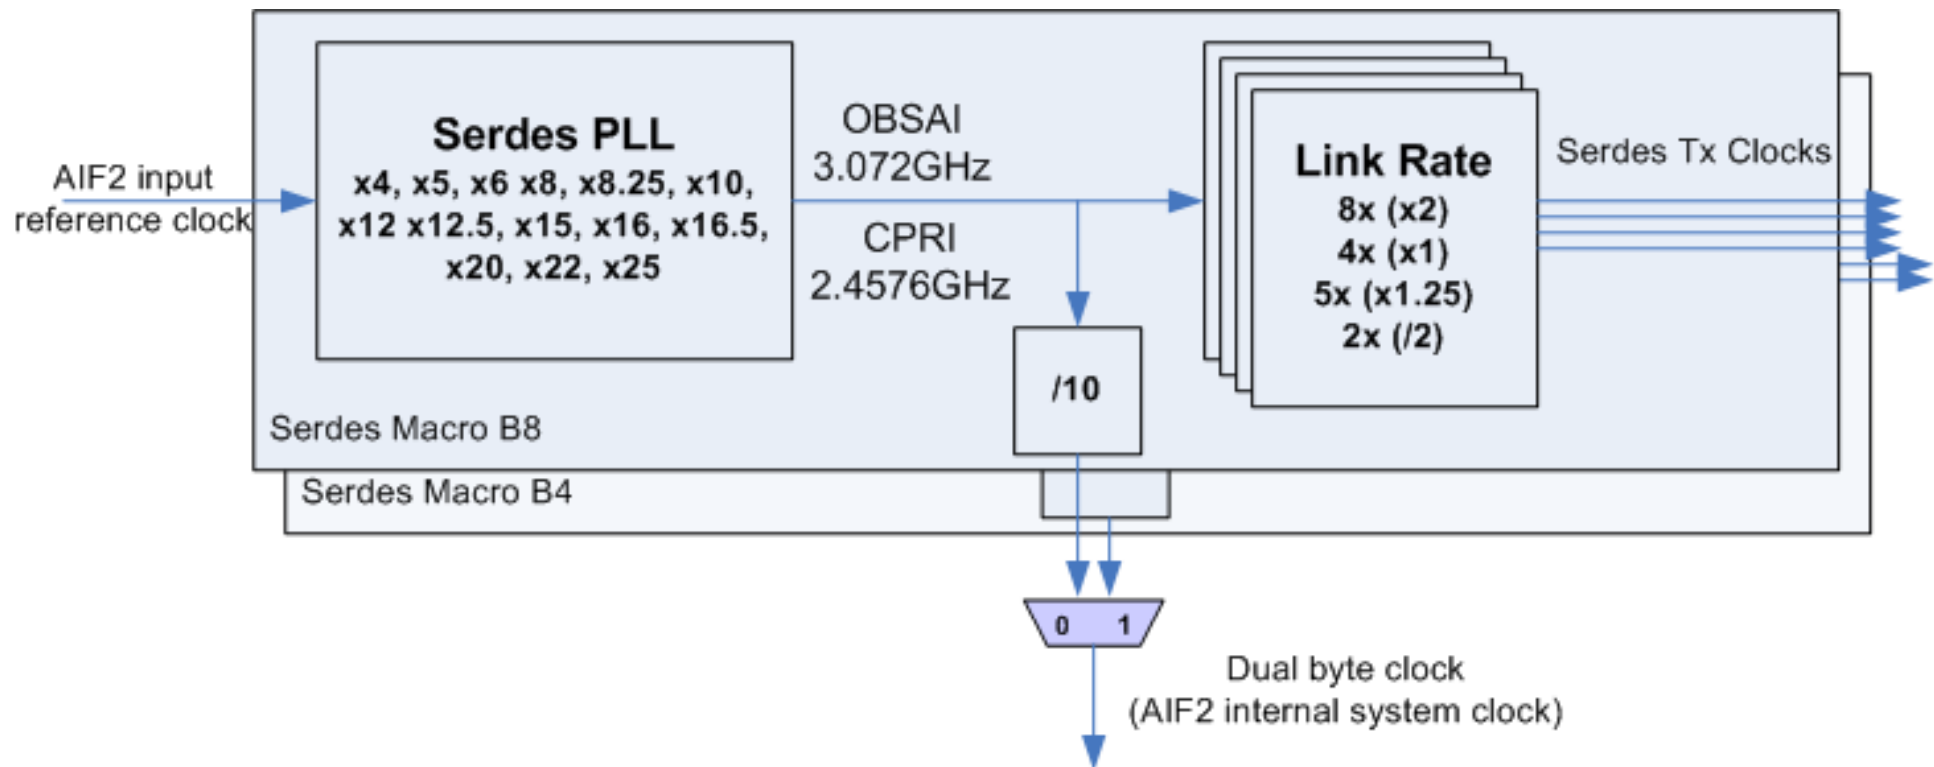 AIF2 input
reference clock
Serdes PLL
x4, x5, x6 x8, x8.25, x10,
x12 x12.5, x15, x16, x16.5,
x20, x22, x25
OBSAI
3.072GHz
CPRI
2.4576GHz
Link Rate
8x (x2)
4x (x1)
5x (x1.25)
2x (/2)
Serdes Tx Clocks
/10
Serdes Macro B8
Serdes Macro B4
0 1
Dual byte clock
(AIF2 internal system clock)